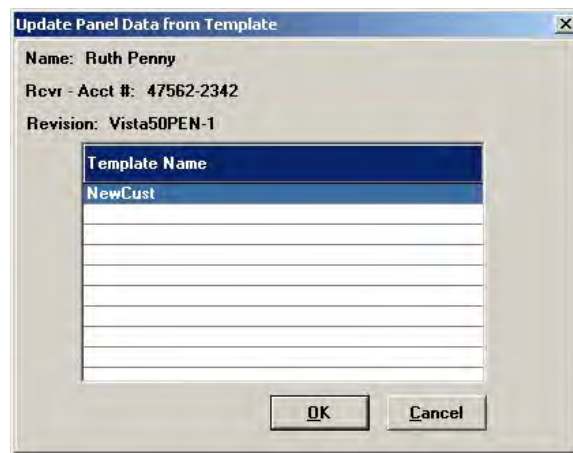 Update Panel Data from Template
Name: Ruth Penny
Rcvr - Acct #: 47562-2342
Revision: Vista50PEN-1
Template Name
NewCust
OK Cancel